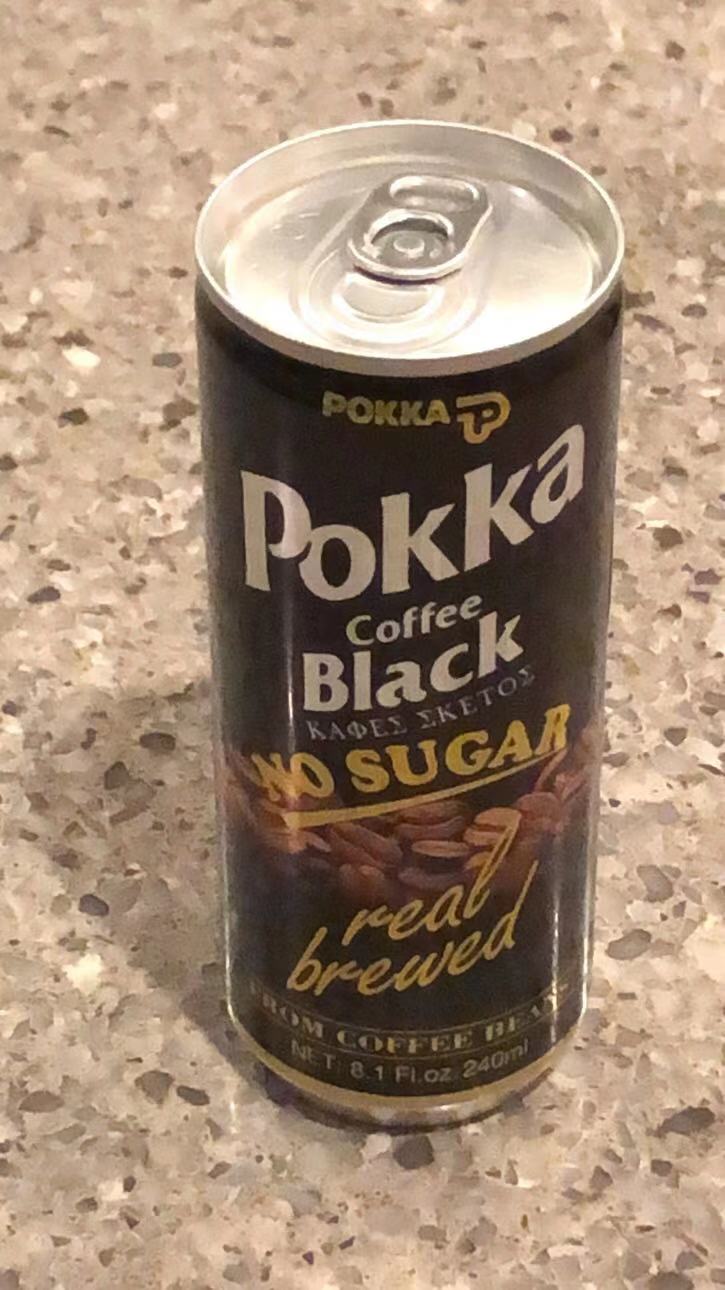 POKKA P
Pokka
Coffee
Black
ΚΑΦΕΣ ΣΚΕΤΟΣ
NO SUGAR
real
brewed
FROM COFFEE BEANS
NET: 8.1 Fl.oz 240ml